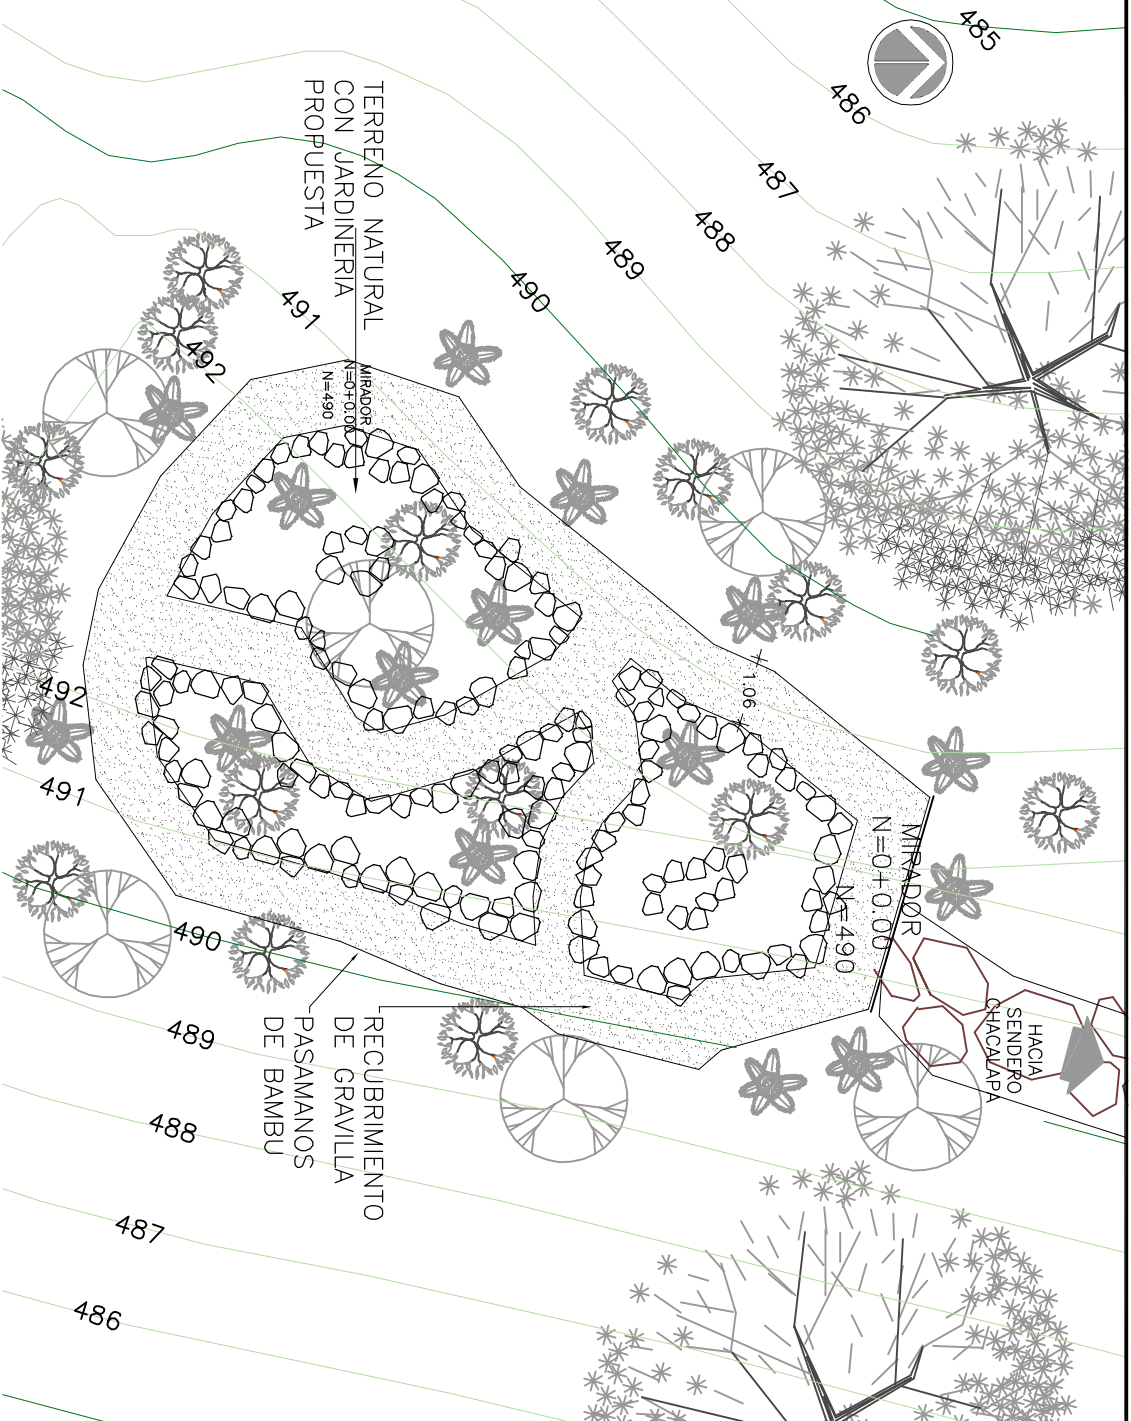 485
486
487
488
489
490
491
492
TERRENO NATURAL
CON JARDINERIA
PROPUESTA
MIRADOR
N=0+0.00
N=490
1.06
MIRADOR
N=0+0.00
N=490
HACIA
SENDERO
CHACALAPA
492
491
490
489
488
487
486
RECUBRIMIENTO
DE GRAVILLA
PASAMANOS
DE BAMBU